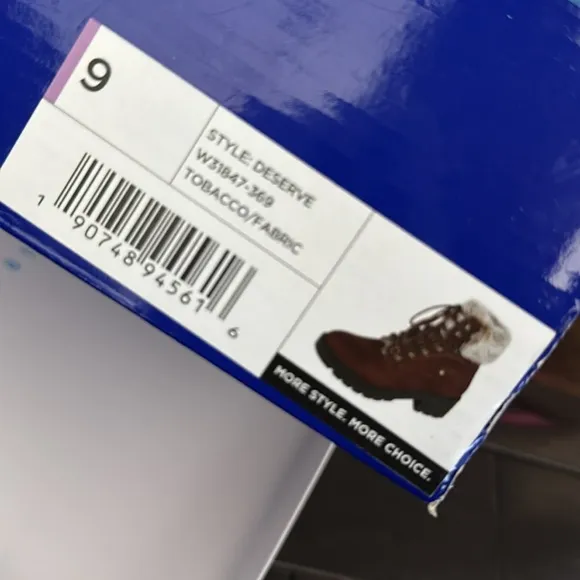 9
STYLE: DESERVE
W31847-369
TOBACCO/FABRIC
1 90748 94561 6
MORE STYLE. MORE CHOICE.